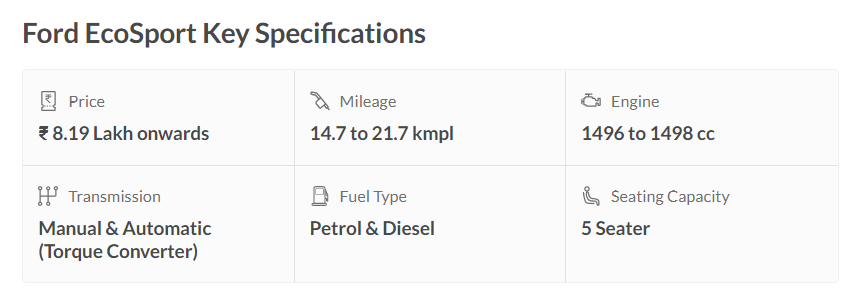 Ford EcoSport Key Specifications
Price
₹ 8.19 Lakh onwards
Mileage
14.7 to 21.7 kmpl
Engine
1496 to 1498 cc
Transmission
Manual & Automatic
(Torque Converter)
Fuel Type
Petrol & Diesel
Seating Capacity
5 Seater